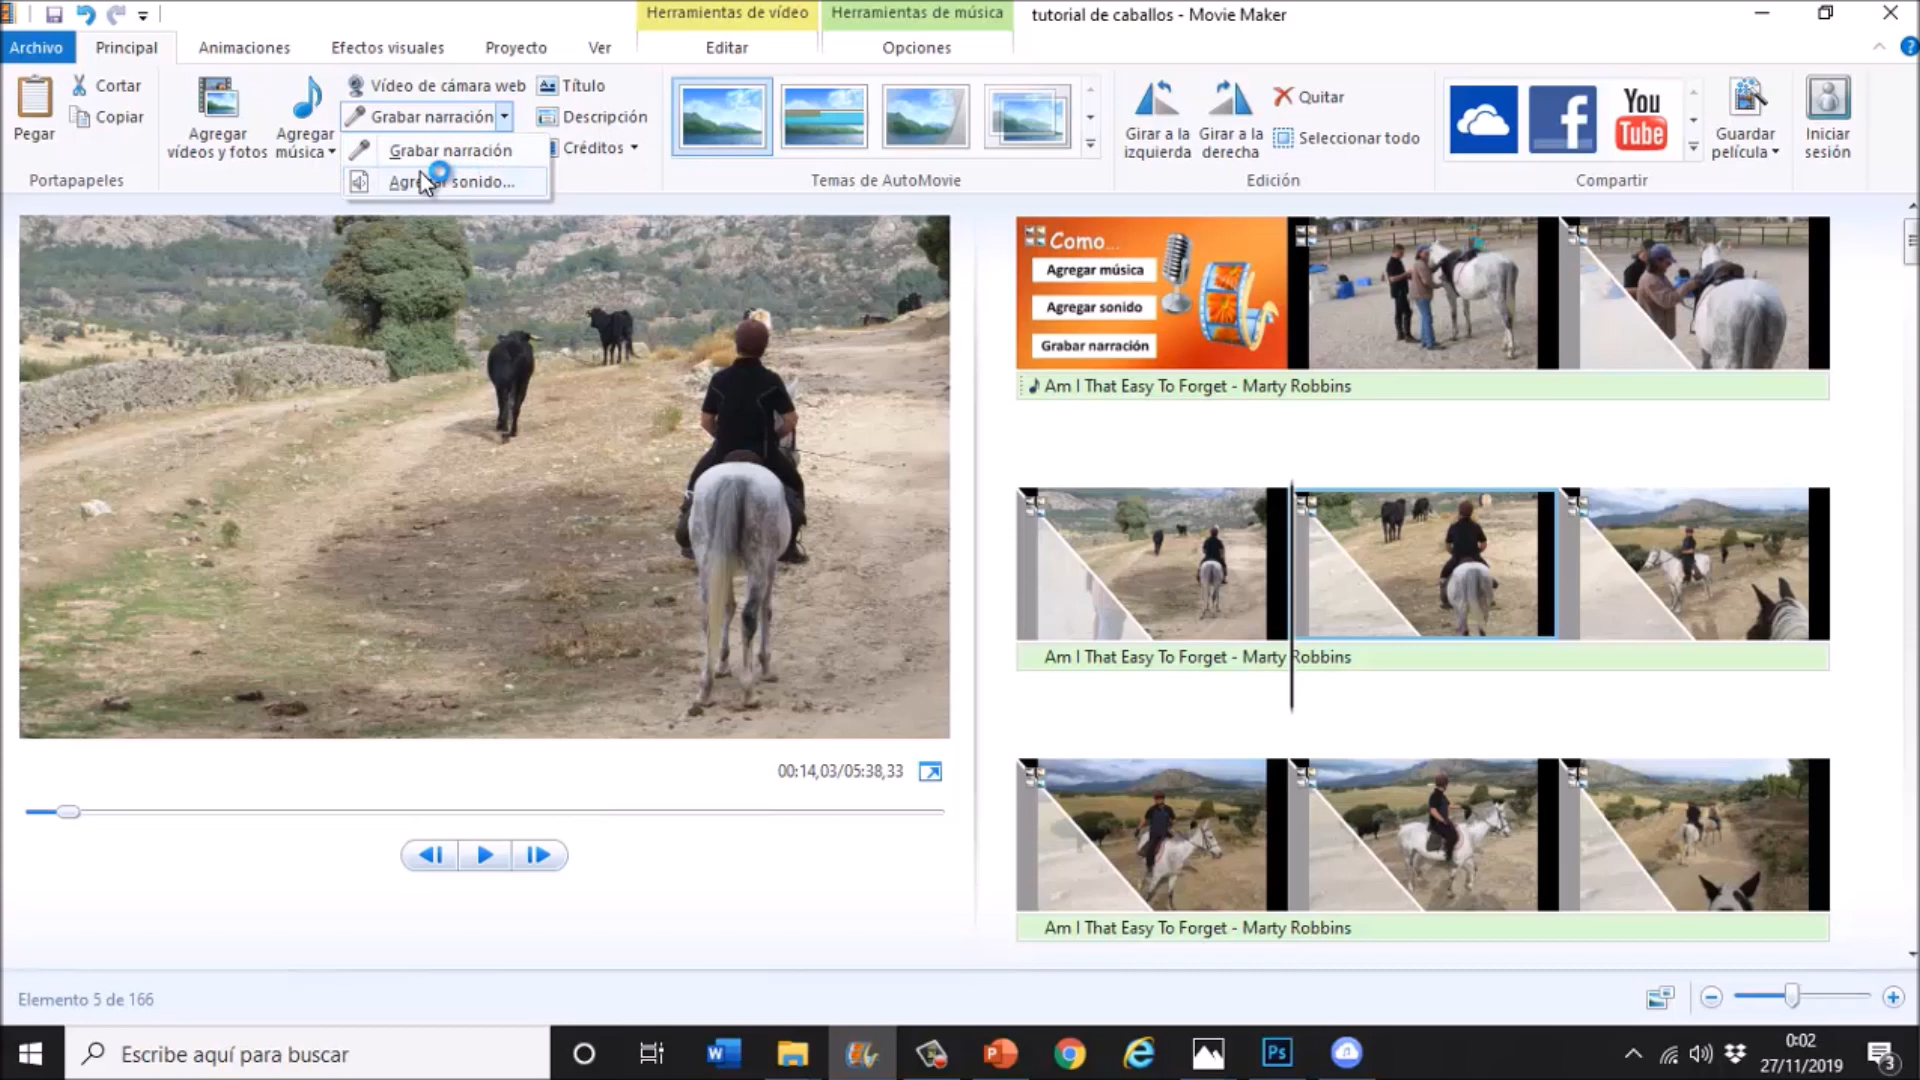 Herramientas de vídeo
Herramientas de música
tutorial de caballos - Movie Maker
Archivo
Principal
Animaciones
Efectos visuales
Proyecto
Ver
Editar
Opciones
Pegar
Cortar
Copiar
Portapapeles
Agregar
vídeos y fotos
Agregar
música
Vídeo de cámara web
Grabar narración
Grabar narración
Agregar sonido...
Título
Descripción
Créditos
Temas de AutoMovie
Girar a la
izquierda
Girar a la
derecha
Quitar
Seleccionar todo
Edición
You
Tube
Compartir
Guardar
película
Iniciar
sesión
Como...
Agregar música
Agregar sonido
Grabar narración
Am I That Easy To Forget - Marty Robbins
Am I That Easy To Forget - Marty Robbins
Am I That Easy To Forget - Marty Robbins
00:14,03/05:38,33
Elemento 5 de 166
Escribe aquí para buscar
Ps
0:02
27/11/2019
3